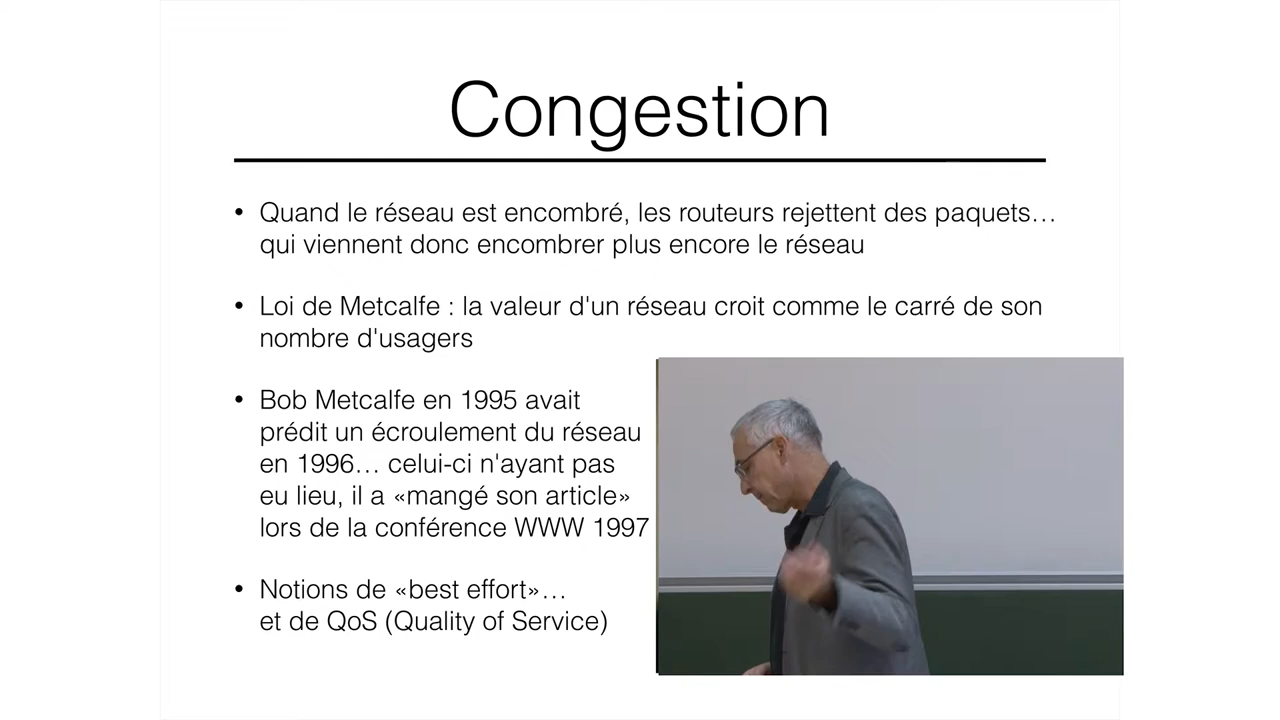 Congestion
• Quand le réseau est encombré, les routeurs rejettent des paquets…
qui viennent donc encombrer plus encore le réseau
• Loi de Metcalfe : la valeur d'un réseau croit comme le carré de son
nombre d'usagers
• Bob Metcalfe en 1995 avait
prédit un écroulement du réseau
en 1996… celui-ci n'ayant pas
eu lieu, il a «mangé son article»
lors de la conférence WWW 1997
• Notions de «best effort»…
et de QoS (Quality of Service)